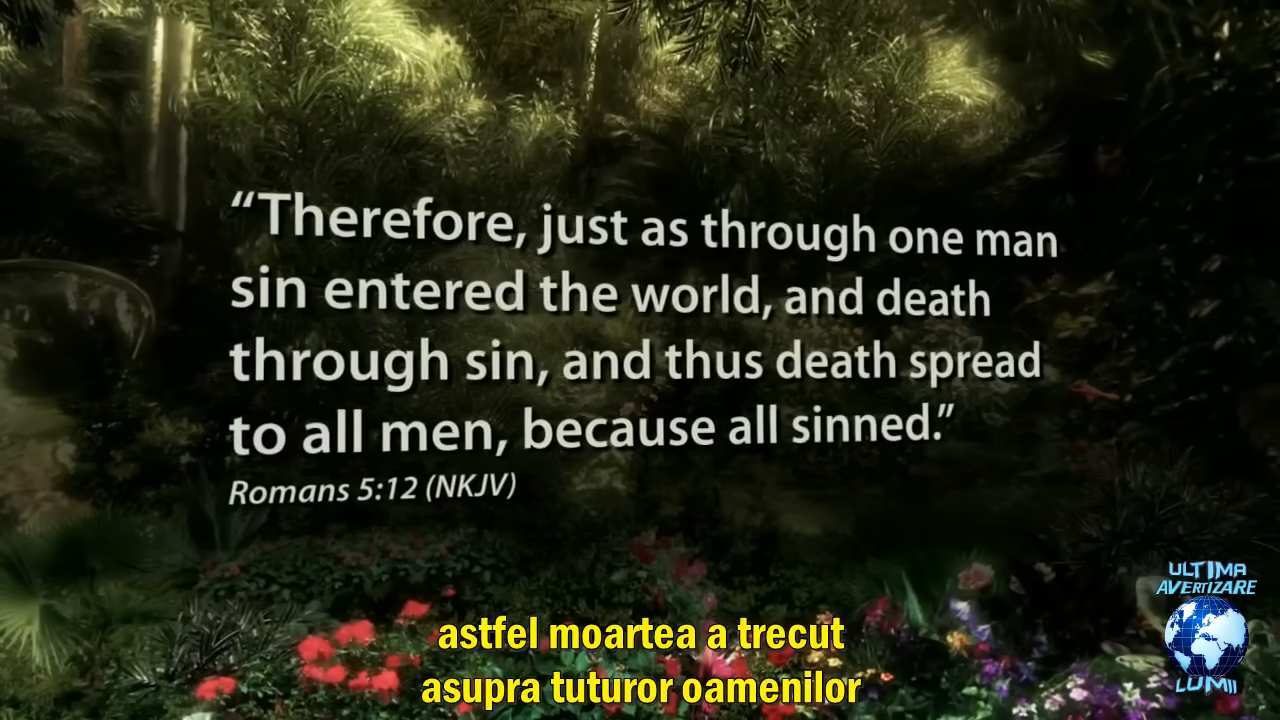 “Therefore, just as through one man
sin entered the world, and death
through sin, and thus death spread
to all men, because all sinned.”
Romans 5:12 (NKJV)
ULTIMA
AVERTIZARE
LUMII
astfel moartea a trecut
asupra tuturor oamenilor